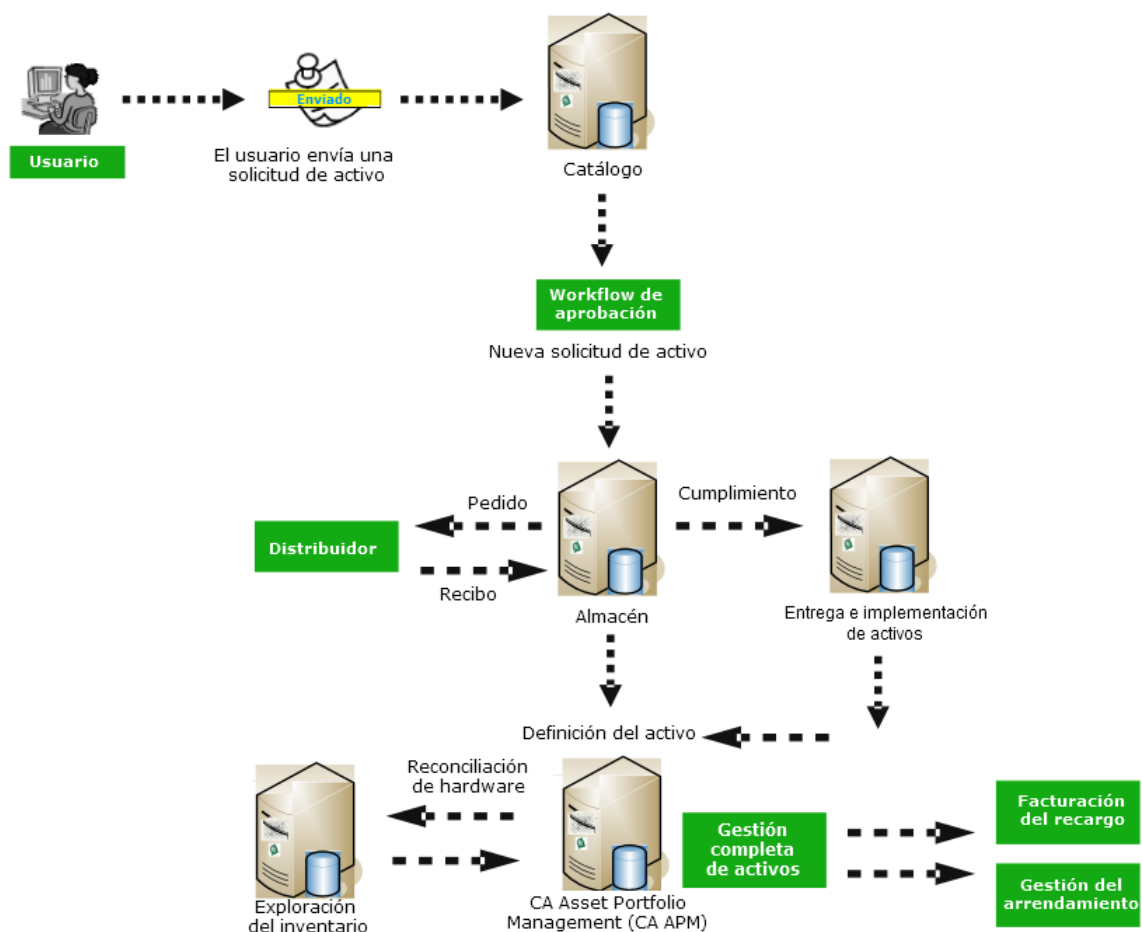 Enviado
Usuario
El usuario envía una
solicitud de activo
Catálogo
Workflow de
aprobación
Nueva solicitud de activo
Pedido
Cumplimiento
Distribuidor
Recibo
Almacén
Entrega e implementación
de activos
Definición del activo
Reconciliación
de hardware
Facturación
del recargo
Gestión
completa
de activos
Gestión del
arrendamiento
Exploración
del inventario
CA Asset Portfolio
Management (CA APM)